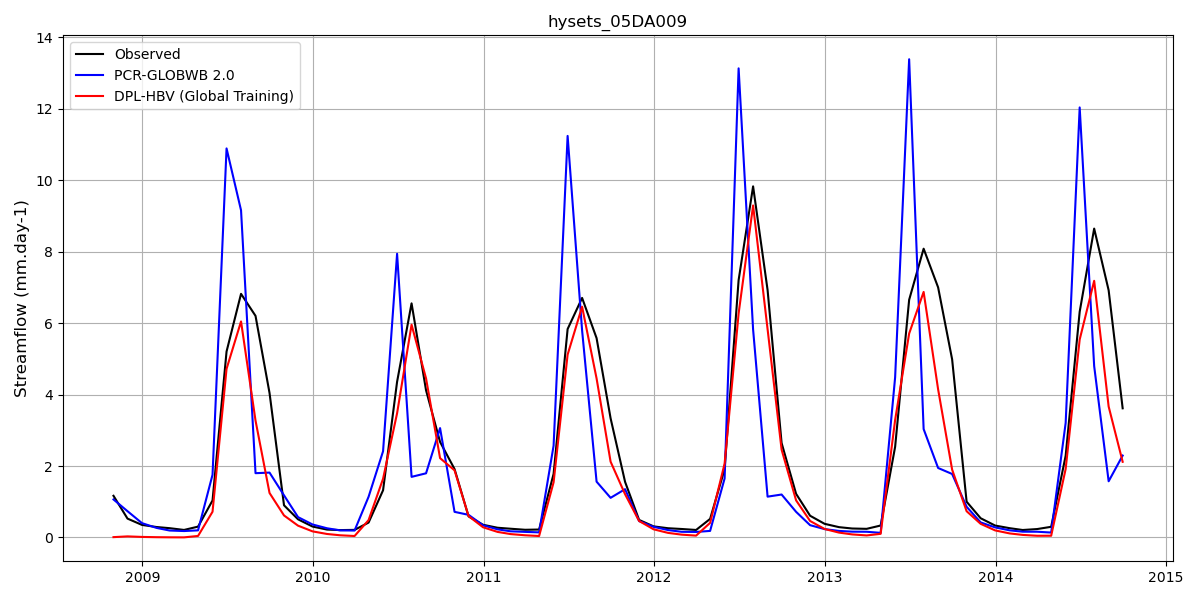 hysets_05DA009
Observed
PCR-GLOBWB 2.0
DPL-HBV (Global Training)
Streamflow (mm.day-1)
14
12
10
8
6
4
2
0
2009 2010 2011 2012 2013 2014 2015